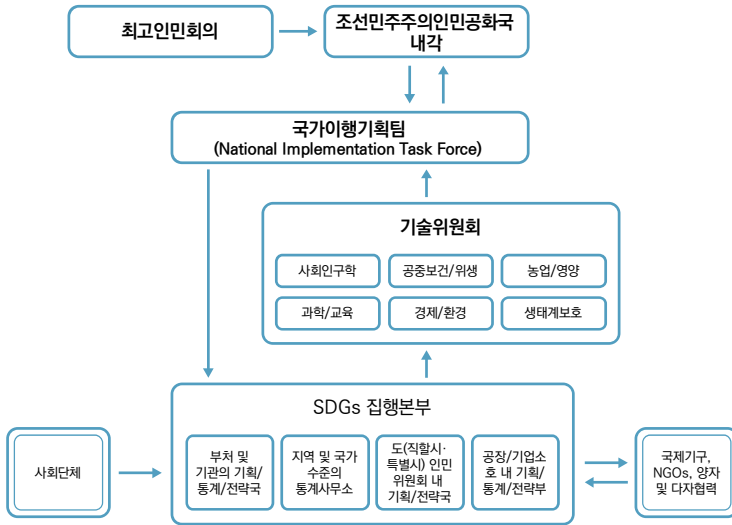 최고인민회의
조선민주주의인민공화국
내각
국가이행기획팀
(National Implementation Task Force)
기술위원회
사회인구학
공중보건/위생
농업/영양
과학/교육
경제/환경
생태계보호
SDGs 집행본부
부처 및
기관의 기획/
통계/전략국
지역 및 국가
수준의
통계사무소
도(직할시·
특별시) 인민
위원회 내
기획/전략국
공장/기업소
호 내 기획/
통계/전략부
사회단체
국제기구,
NGOs, 양자
및 다자협력